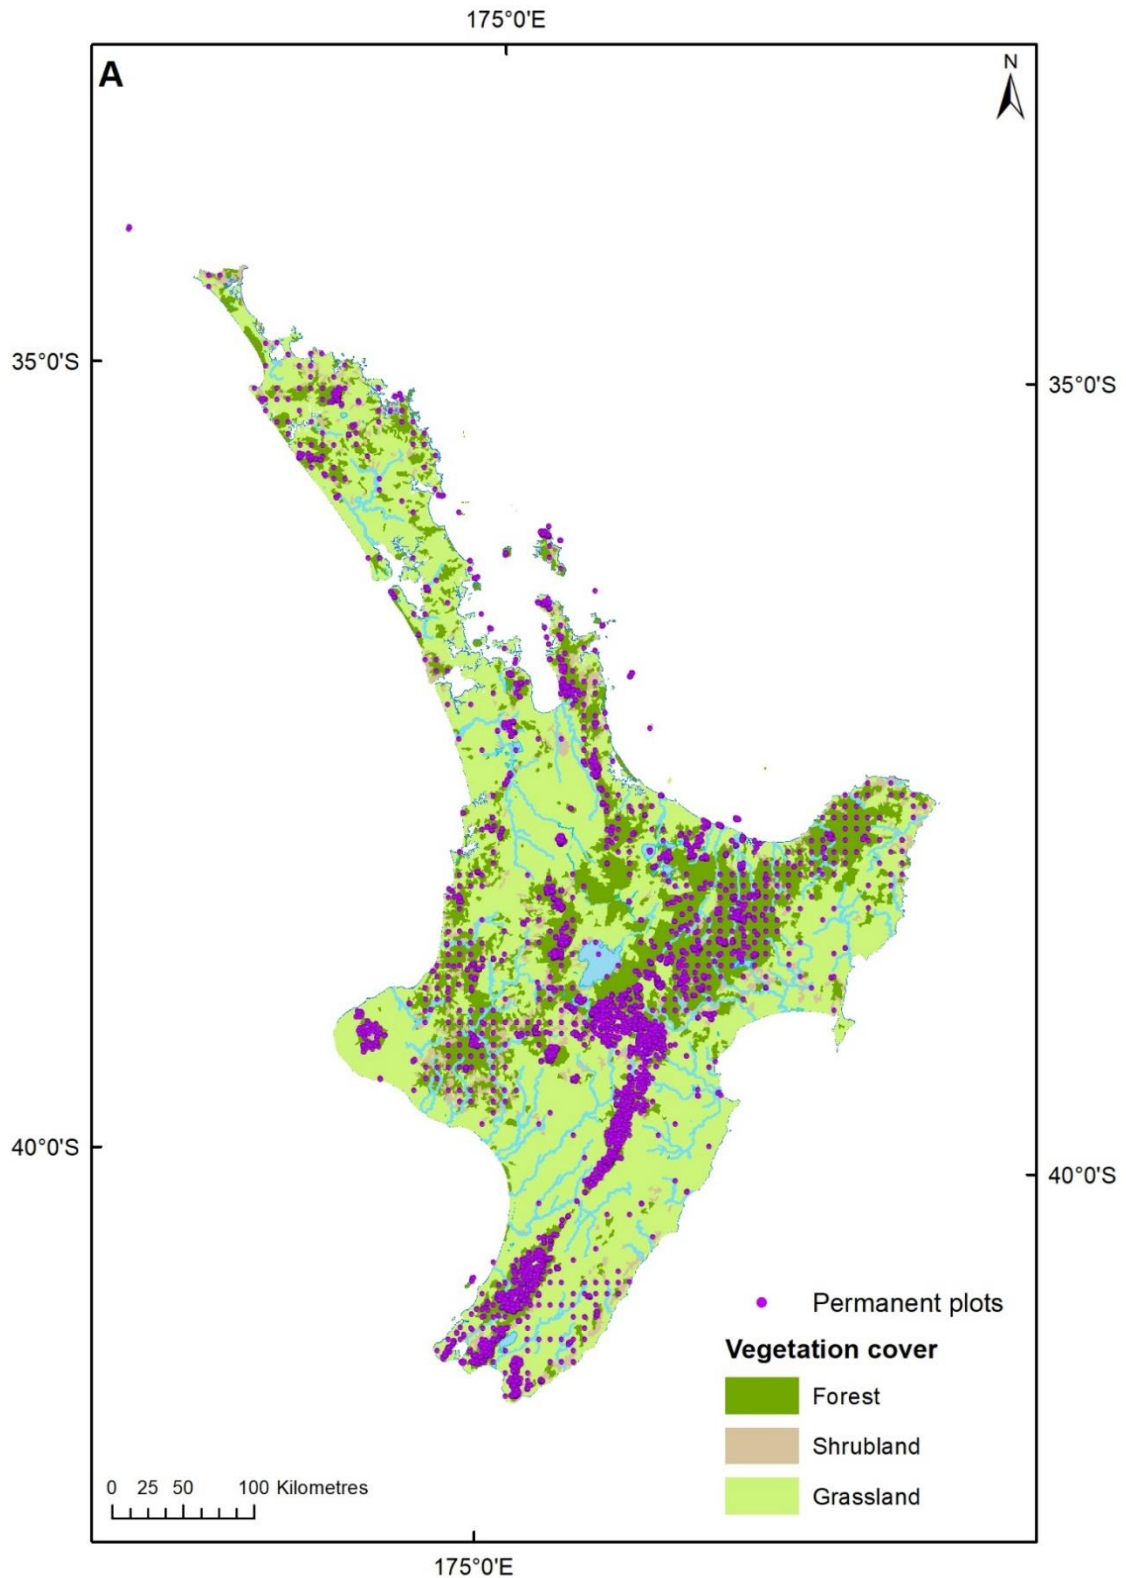 175°0'E
A
N
35°0'S
35°0'S
40°0'S
40°0'S
Permanent plots
Vegetation cover
Forest
Shrubland
Grassland
0 25 50 100 Kilometres
175°0'E